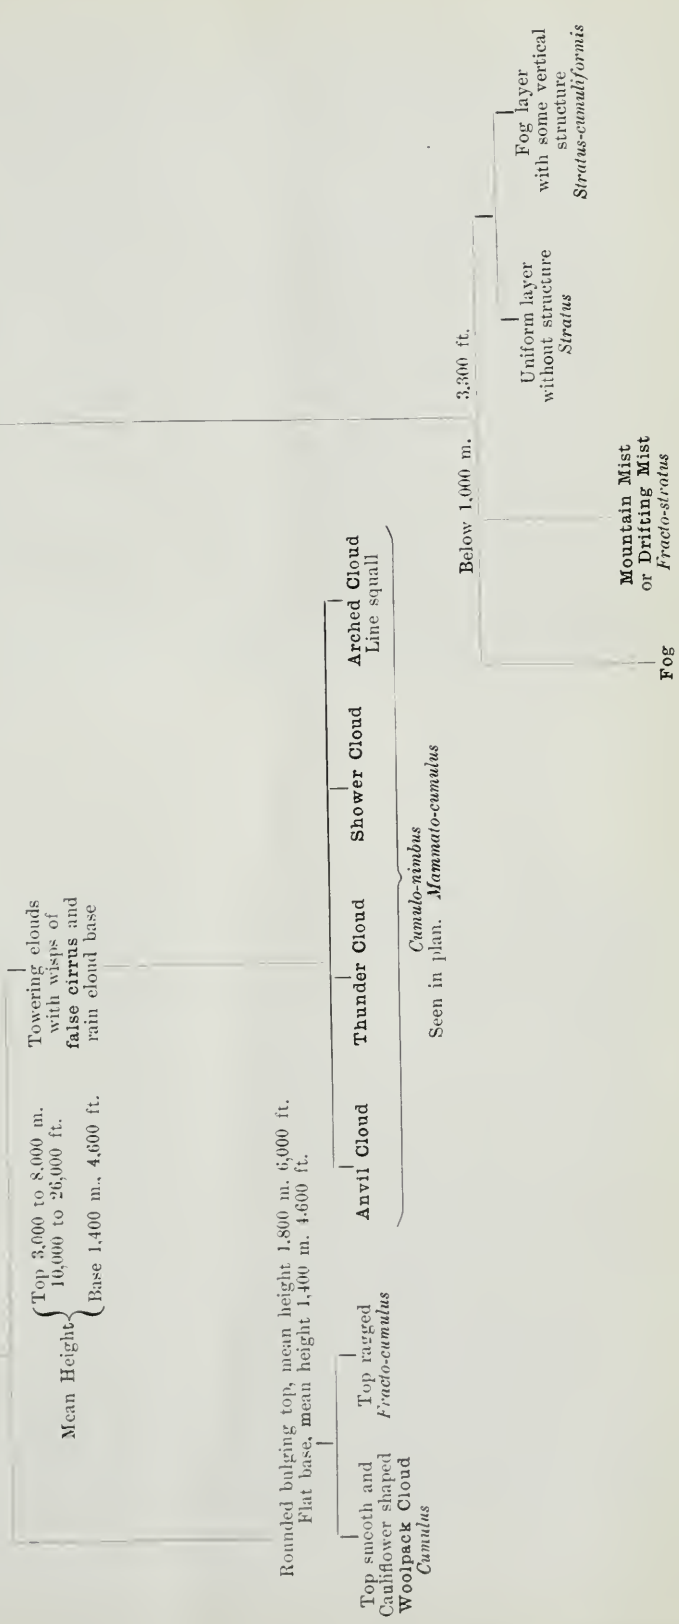 Mean Height
Top 3,000 to 8,000 m.
10,000 to 26,000 ft.
Base 1,400 m., 4,600 ft.
Towering clouds
with wisps of
false cirrus and
rain cloud base
Rounded bulging top, mean height 1.800 m. 6,000 ft.
Flat base, mean height 1,400 m. 4.600 ft.
Top smooth and
Cauliflower shaped
Woolpack Cloud
Cumulus
Top ragged
Fracto-cumulus
Anvil Cloud
Thunder Cloud
Shower Cloud
Arched Cloud
Line squall
Cumulo-nimbus
Seen in plan. Mammato-cumulus
Below 1,000 m. 3,300 ft.
Fog
Mountain Mist
or Drifting Mist
Fracto-stratus
Uniform layer
without structure
Stratus
Fog layer
with some vertical
structure
Stratus-cumuliformis